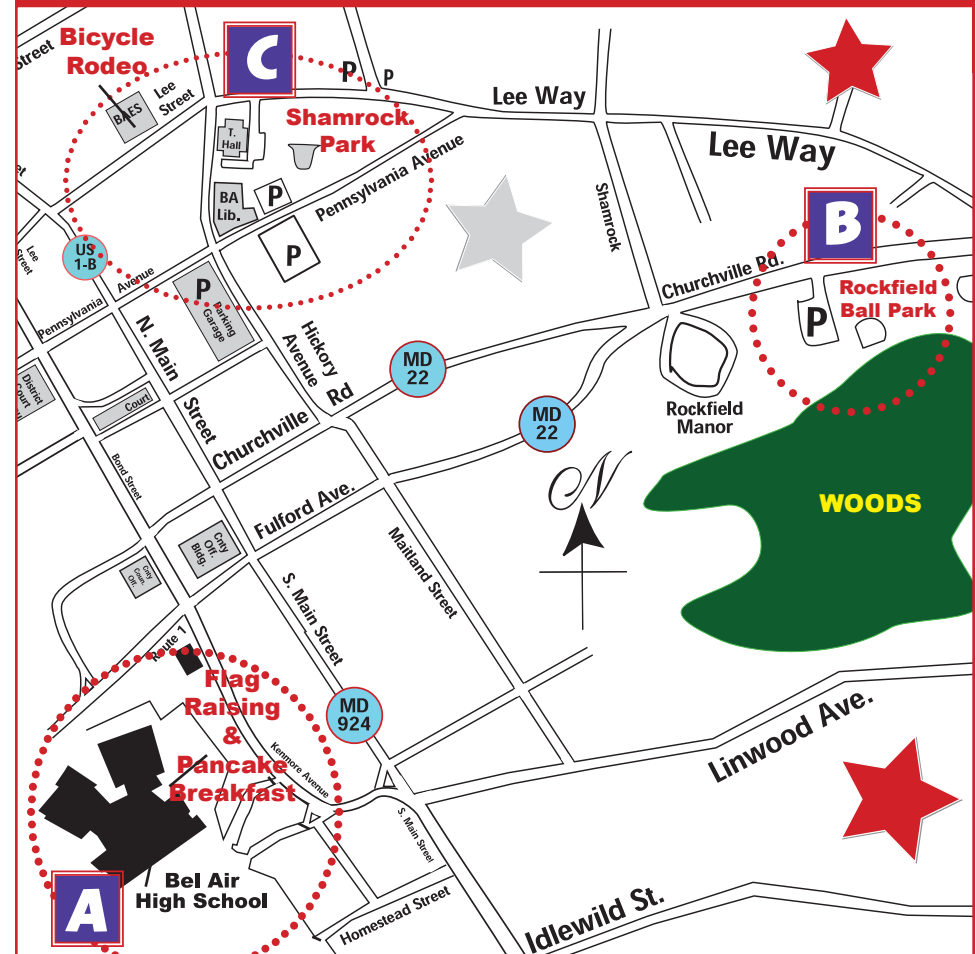 Street
Bicycle
Rodeo
C
P
P
Lee Way
BAES
Lee
Street
T.
Hall
Shamrock
Park
Lee Way
Pennsylvania Avenue
BA
Lib.
P
P
Shamrock
B
US
1-B
Lee
Street
Pennsylvania
Avenue
P
Parking
Garage
Churchville Rd.
Rockfield
Ball Park
P
N. Main
Street
Hickory
Avenue
MD
22
District
Court
Court
Churchville
Rd
MD
22
Rockfield
Manor
N
WOODS
Bond Street
Fulford Ave.
Cnty
Off.
Bldg.
Cnty
Coun.
Off.
Maitland Street
S. Main Street
Route 1
Flag
Raising
&
Pancake
Breakfast
MD
924
Kenmore Avenue
Linwood Ave.
S. Main Street
Bel Air
High School
A
Homestead Street
Idlewild St.